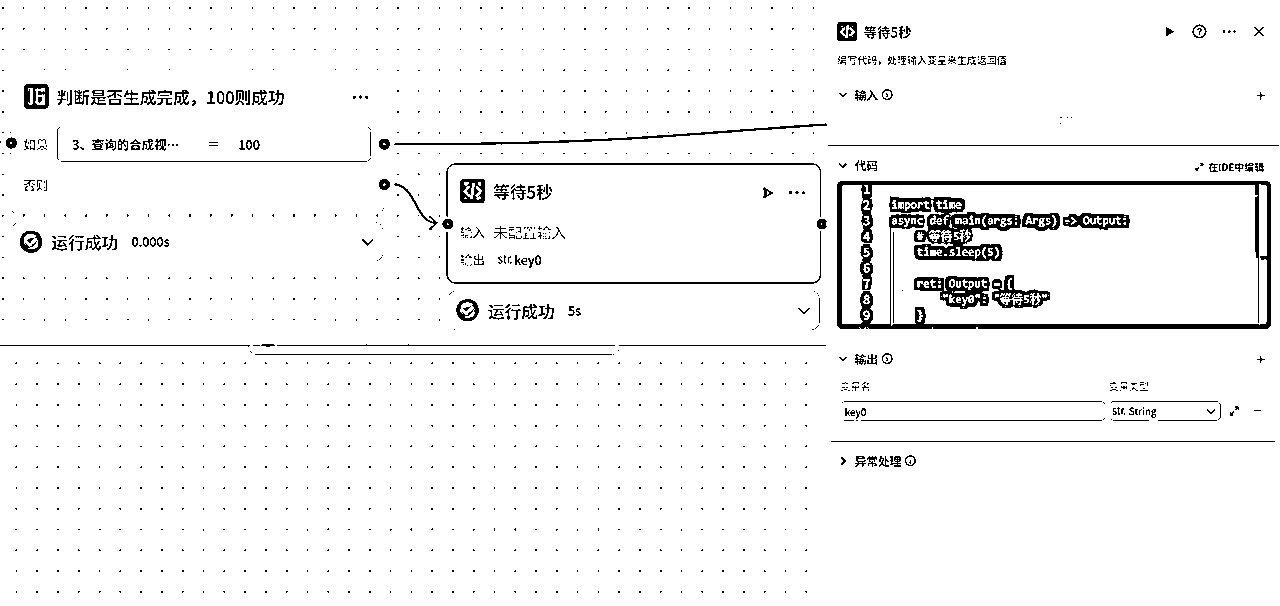 判断是否生成完成，100则成功
如果 3、查询的合成视… = 100
否则
运行成功 0.000s
等待5秒
输入 未配置输入
输出 str. key0
运行成功 5s
等待5秒
编写代码，处理输入变量来生成返回值
输入
代码
在IDE中编辑
1
2 import time
3 async def main(args: Args) -> Output:
4 # 等待5秒
5 time.sleep(5)
6
7 ret: Output = {
8 "key0": "等待5秒"
9 }
输出
变量名 变量类型
key0 str. String
异常处理